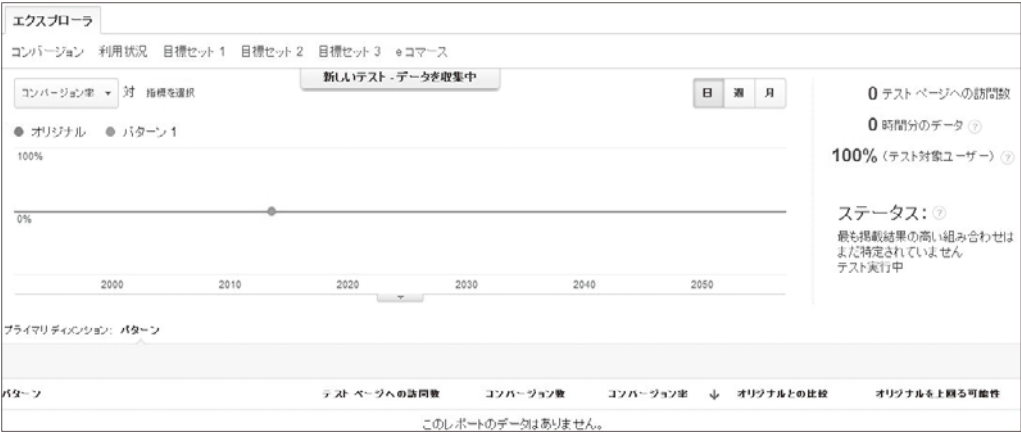 エクスプローラ
コンバージョン 利用状況 目標セット 1 目標セット 2 目標セット 3 eコマース
新しいテスト - データを収集中
コンバージョン率 対 指標を選択
日 週 月
オリジナル パターン 1
100%
0%
2000 2010 2020 2030 2040 2050
0 テスト ページへの訪問数
0 時間分のデータ ?
100% (テスト対象ユーザー) ?
ステータス: ?
最も掲載結果の高い組み合わせは
まだ特定されていません
テスト実行中
プライマリ ディメンション: パターン
パターン テスト ページへの訪問数 コンバージョン数 コンバージョン率 ↓ オリジナルとの比較 オリジナルを上回る可能性
このレポートのデータはありません。